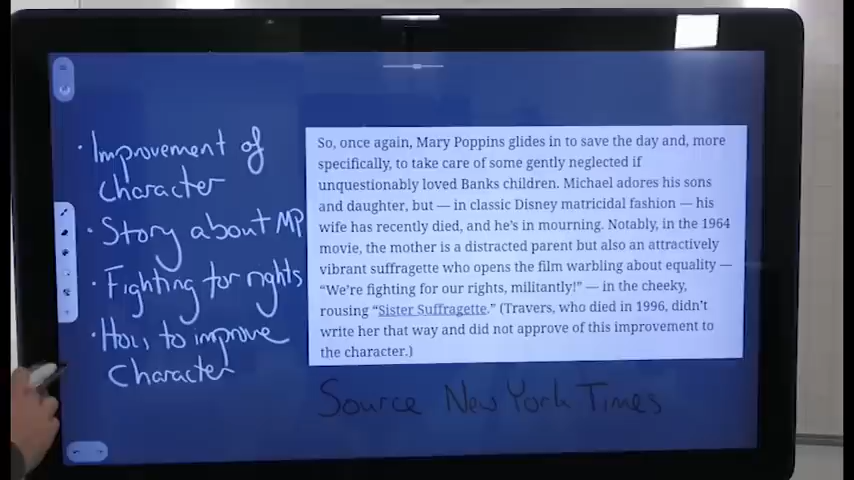 · Improvement of
character
· Story about MP
· Fighting for rights
· How to improve
Character
So, once again, Mary Poppins glides in to save the day and, more
specifically, to take care of some gently neglected if
unquestionably loved Banks children. Michael adores his sons
and daughter, but — in classic Disney matricidal fashion — his
wife has recently died, and he's in mourning. Notably, in the 1964
movie, the mother is a distracted parent but also an attractively
vibrant suffragette who opens the film warbling about equality —
“We're fighting for our rights, militantly!” — in the cheeky,
rousing “Sister Suffragette.” (Travers, who died in 1996, didn't
write her that way and did not approve of this improvement to
the character.)
Source New York Times